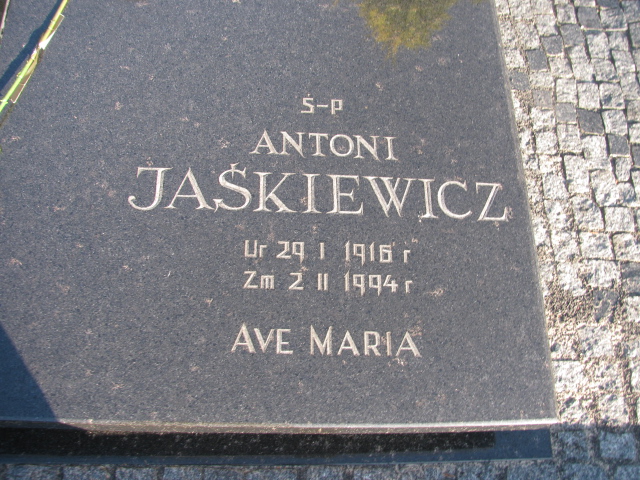 Ś-P
ANTONI
JAŚKIEWICZ
Ur 29 I 1916 r
Zm 2 II 1994 r
AVE MARIA